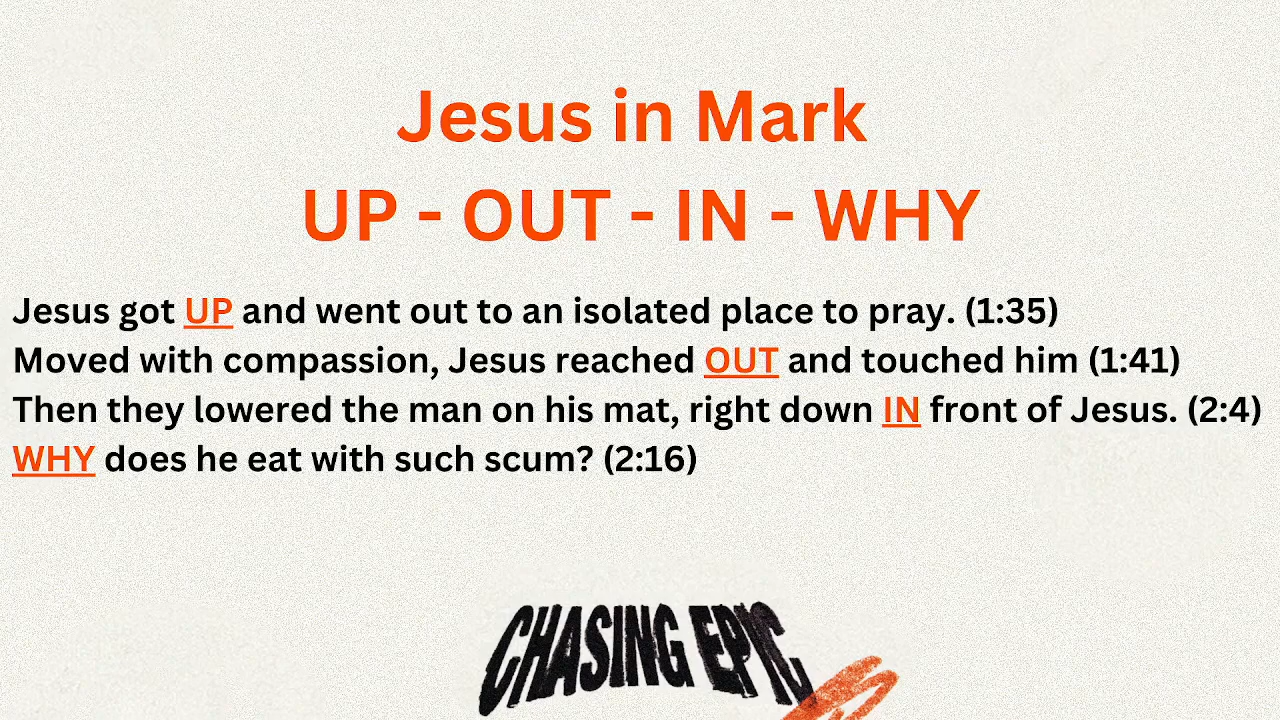 Jesus in Mark
UP - OUT - IN - WHY
Jesus got UP and went out to an isolated place to pray. (1:35)
Moved with compassion, Jesus reached OUT and touched him (1:41)
Then they lowered the man on his mat, right down IN front of Jesus. (2:4)
WHY does he eat with such scum? (2:16)
CHASING EPIC